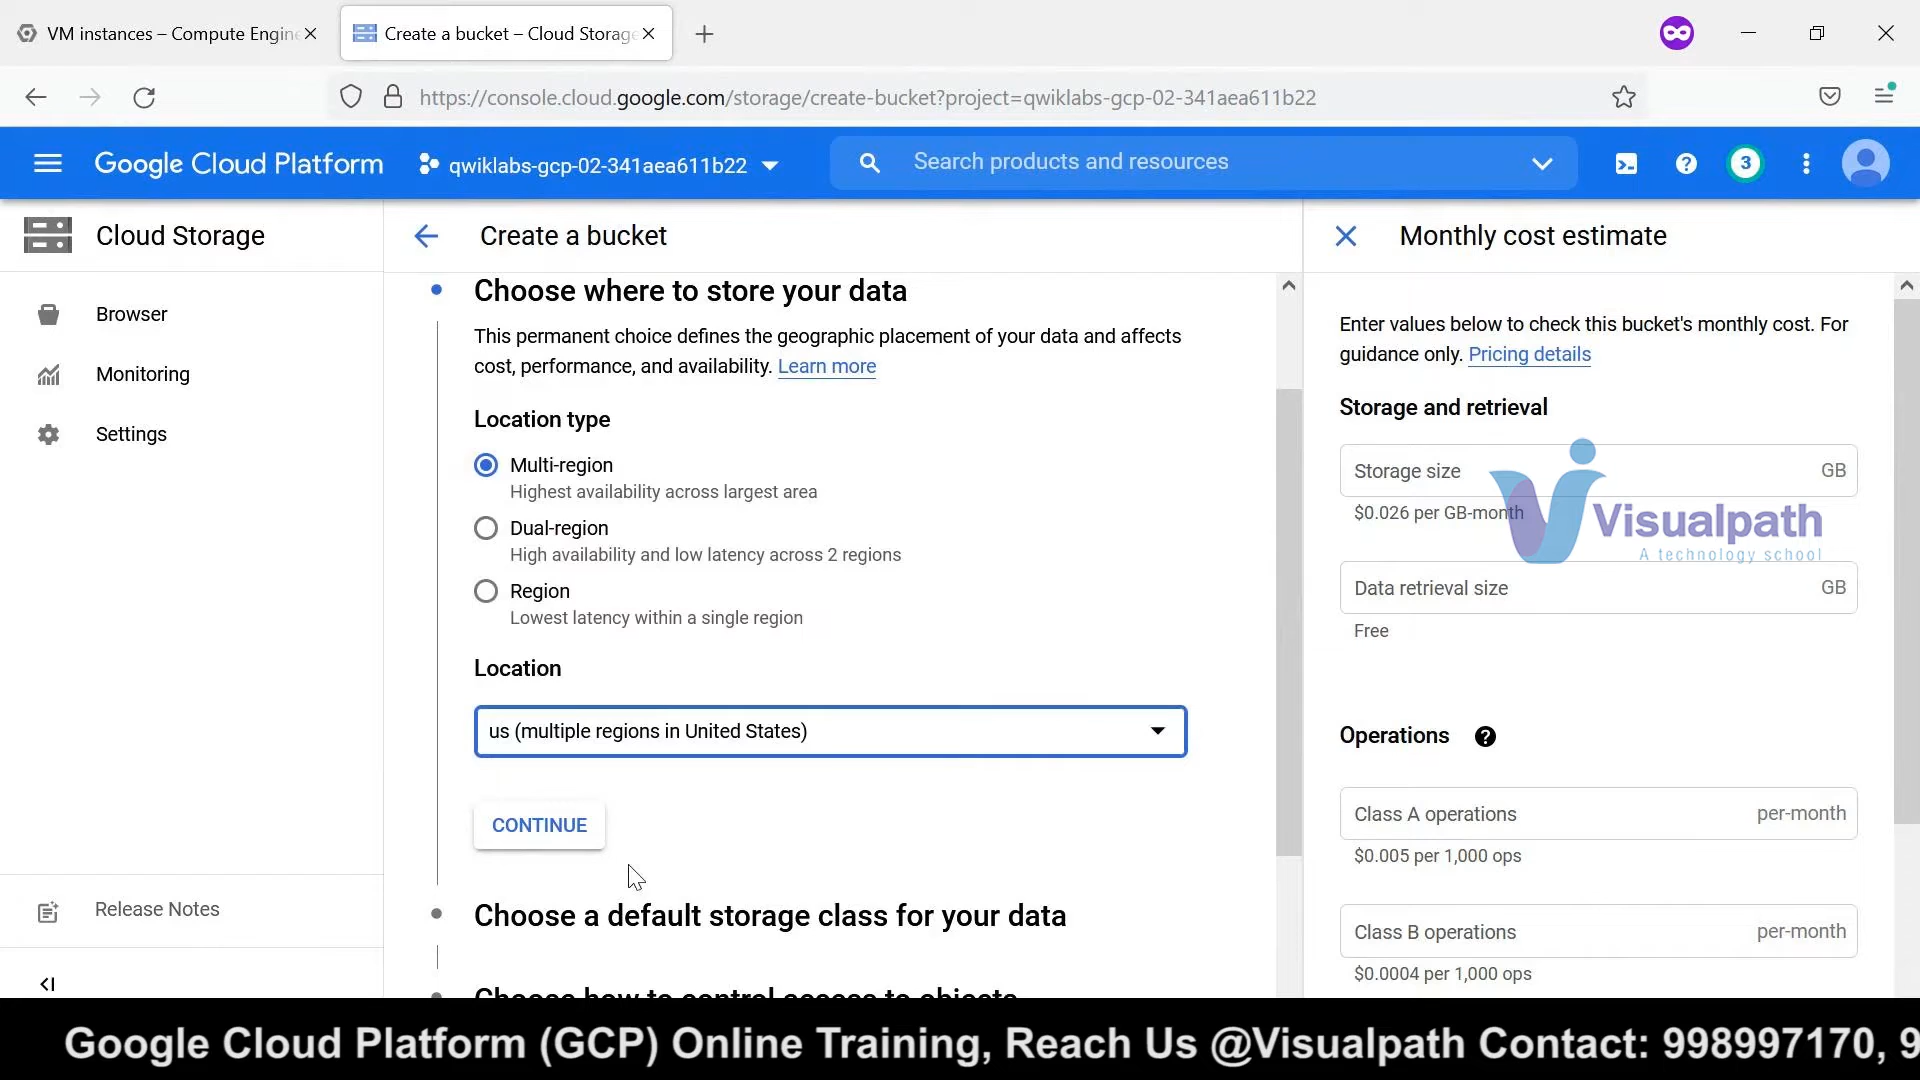 VM instances – Compute Engin
Create a bucket – Cloud Storage
https://console.cloud.google.com/storage/create-bucket?project=qwiklabs-gcp-02-341aea611b22
Google Cloud Platform
qwiklabs-gcp-02-341aea611b22
Search products and resources
3
Cloud Storage
Browser
Monitoring
Settings
Release Notes
Create a bucket
Choose where to store your data
This permanent choice defines the geographic placement of your data and affects
cost, performance, and availability. Learn more
Location type
Multi-region
Highest availability across largest area
Dual-region
High availability and low latency across 2 regions
Region
Lowest latency within a single region
Location
us (multiple regions in United States)
CONTINUE
Choose a default storage class for your data
Choose how to control access to objects
Monthly cost estimate
Enter values below to check this bucket's monthly cost. For
guidance only. Pricing details
Storage and retrieval
Storage size GB
$0.026 per GB-month
Visualpath
A technology school
Data retrieval size GB
Free
Operations
Class A operations per-month
$0.005 per 1,000 ops
Class B operations per-month
$0.0004 per 1,000 ops
Google Cloud Platform (GCP) Online Training, Reach Us @Visualpath Contact: 998997170, 9